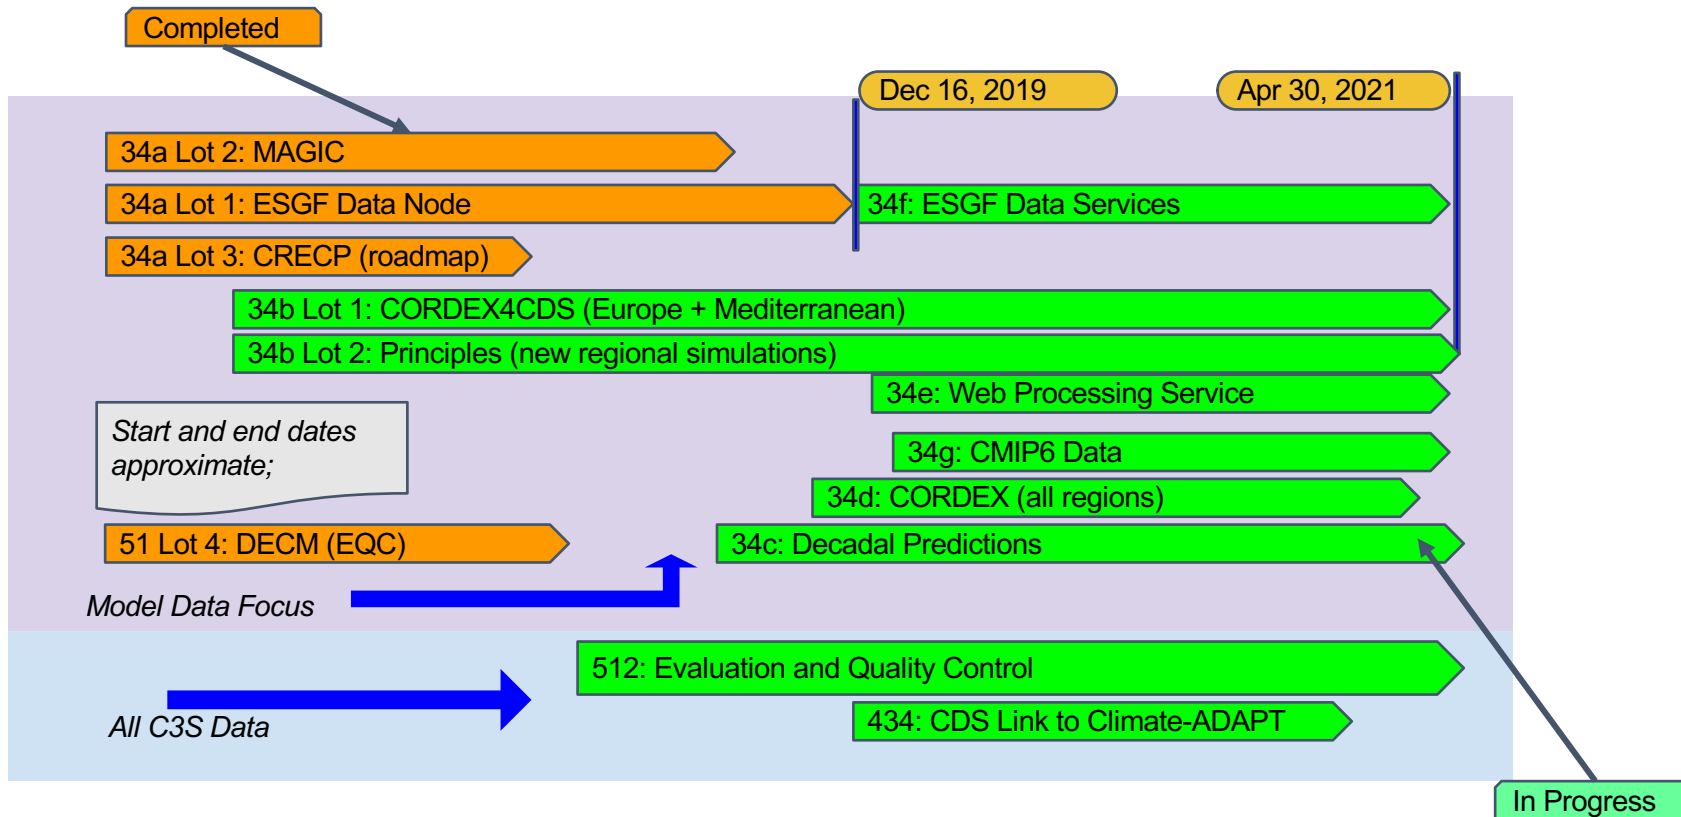 Completed
Dec 16, 2019
Apr 30, 2021
34a Lot 2: MAGIC
34a Lot 1: ESGF Data Node
34f: ESGF Data Services
34a Lot 3: CRECP (roadmap)
34b Lot 1: CORDEX4CDS (Europe + Mediterranean)
34b Lot 2: Principles (new regional simulations)
34e: Web Processing Service
Start and end dates
approximate;
34g: CMIP6 Data
34d: CORDEX (all regions)
51 Lot 4: DECM (EQC)
34c: Decadal Predictions
Model Data Focus
512: Evaluation and Quality Control
All C3S Data
434: CDS Link to Climate-ADAPT
In Progress